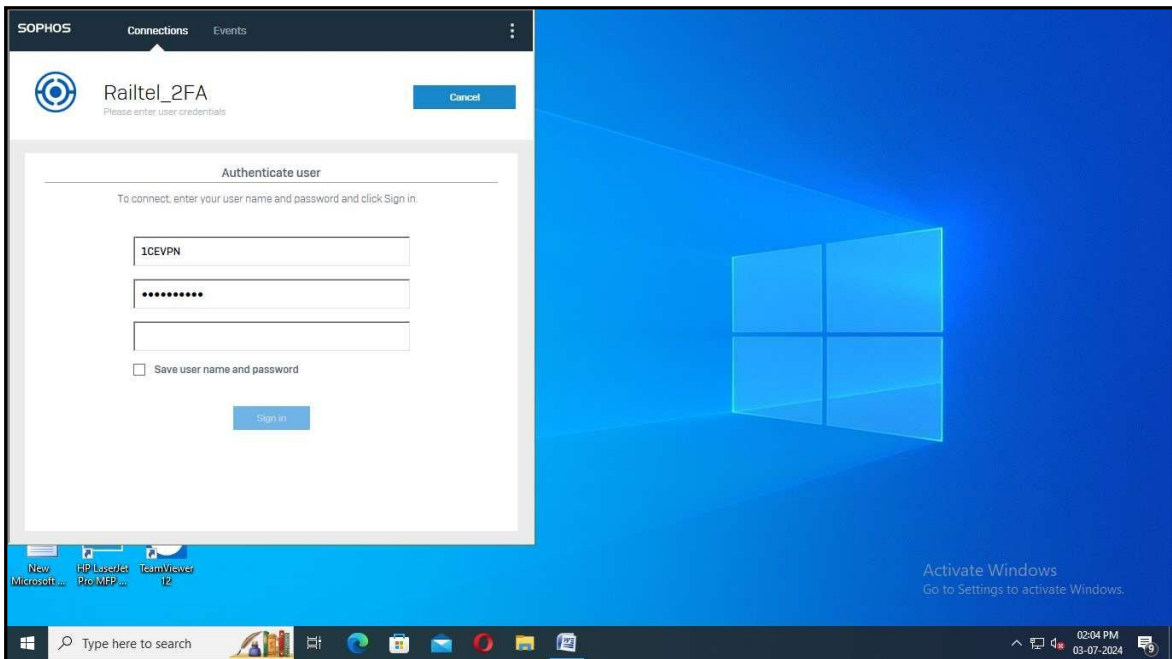 SOPHOS
Connections
Events
Railtel_2FA
Please enter user credentials
Cancel
Authenticate user
To connect, enter your user name and password and click Sign in.
1CEVPN
••••••••••
Save user name and password
Sign in
New
Microsoft ...
HP LaserJet
Pro MFP ...
TeamViewer
12
Activate Windows
Go to Settings to activate Windows.
Type here to search
02:04 PM
03-07-2024
9